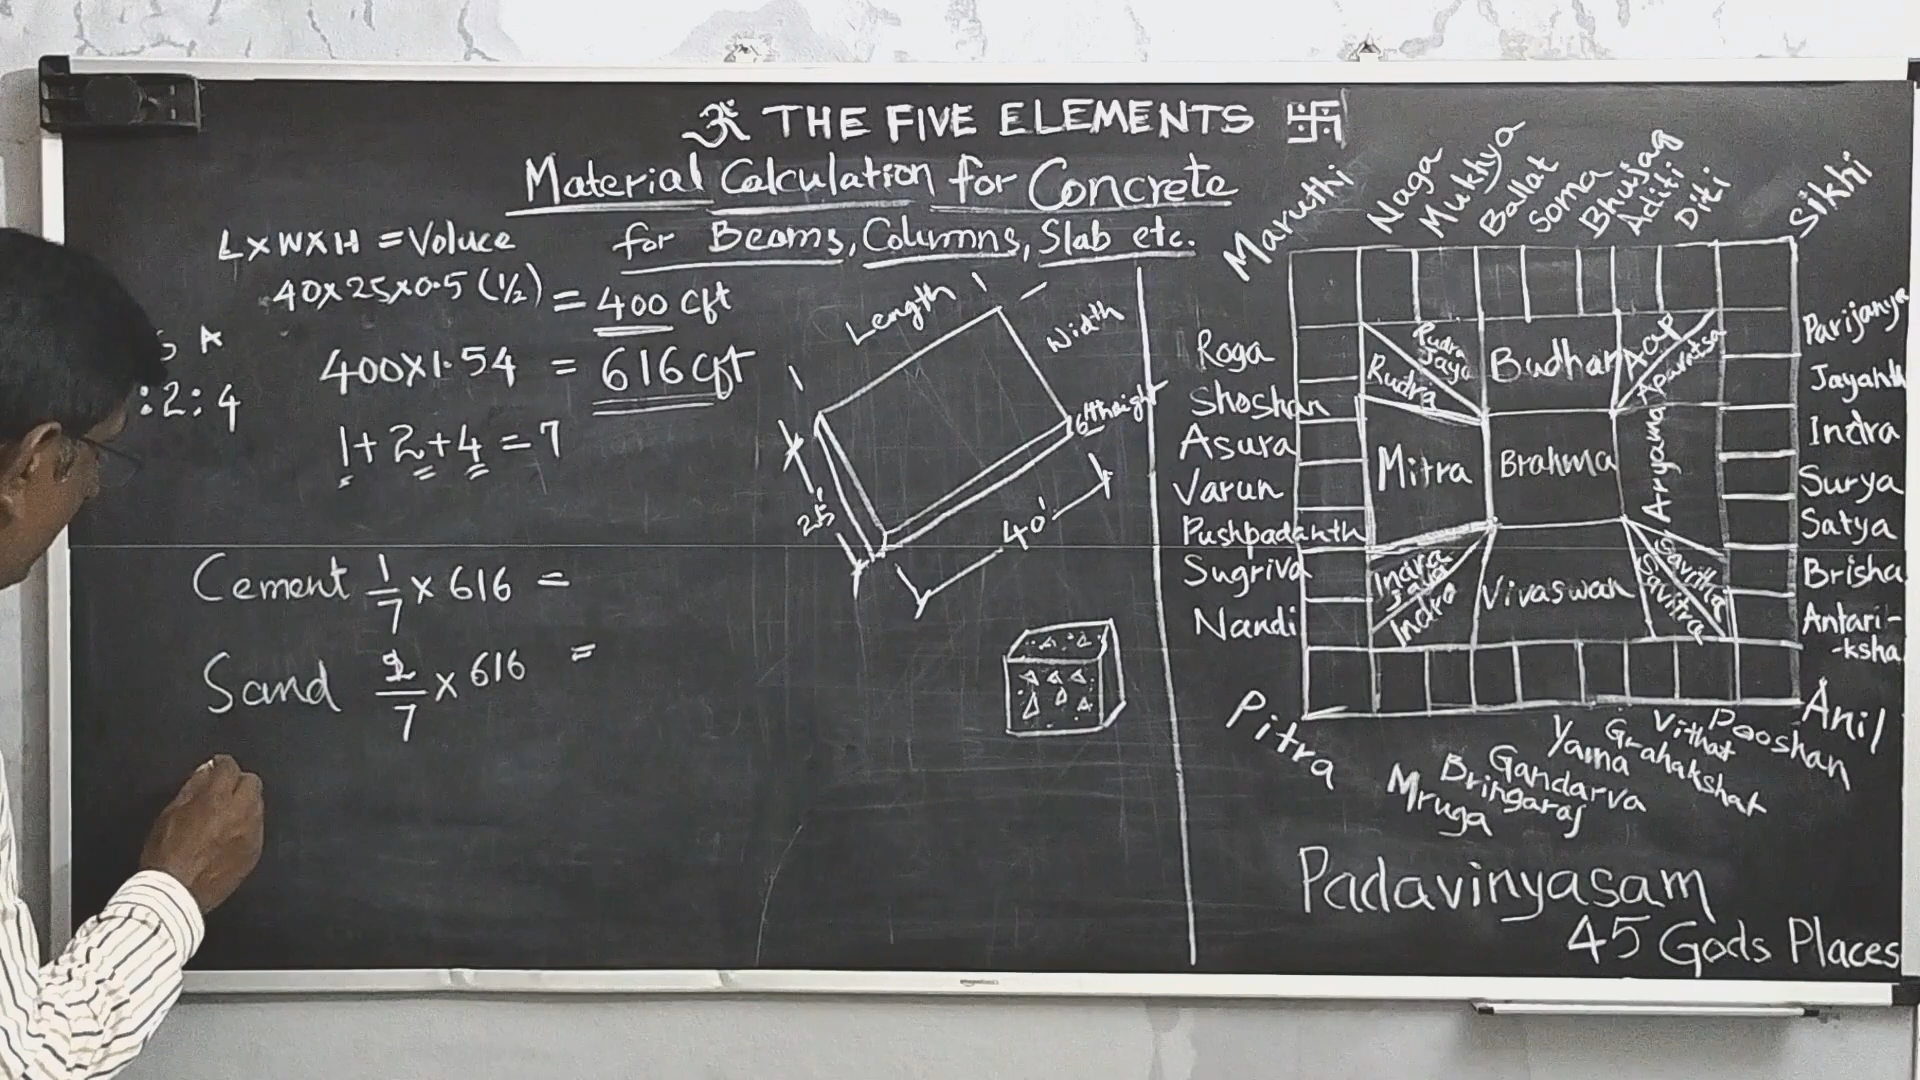 ॐ THE FIVE ELEMENTS 卐
Material Calculation for Concrete
for Beams, Columns, Slab etc.
L x W x H = Voluce
40 x 25 x 0.5 (1/2) = 400 Cft
S A
:2:4
400 x 1.54 = 616 cft
1 + 2 + 4 = 7
Cement 1/7 x 616 =
Sand 2/7 x 616 =
Length
Width
6" height
25'
40'
Maruthi
Naga
Mukhya
Ballat
Soma
Bhujag
Aditi
Diti
Sikhi
Roga
Shoshan
Asura
Varun
Pushpadanth
Sugriva
Nandi
Rudra
Jaya
Rudra
Budhar
Acap
Aparatsa
Mitra
Brahma
Arryama
Indra
Jaya
Indra
Vivaswan
Savitha
Savitra
Parijanya
Jayanth
Indra
Surya
Satya
Brisha
Antari-
-ksha
Pitra
Mruga
Bringaraj
Gandarva
Yama
Grahakshat
Vithat
Pooshan
Anil
Padavinyasam
45 Gods Places